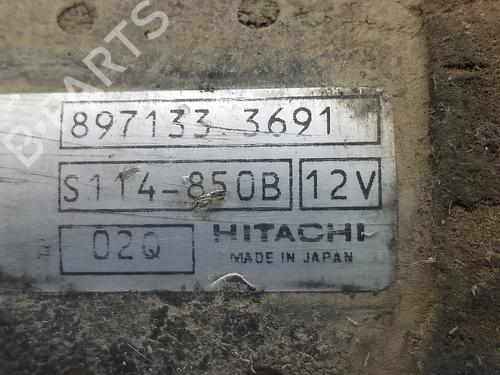 B-PARTS
897133 3691
S114-850B 12V
02Q HITACHI
MADE IN JAPAN